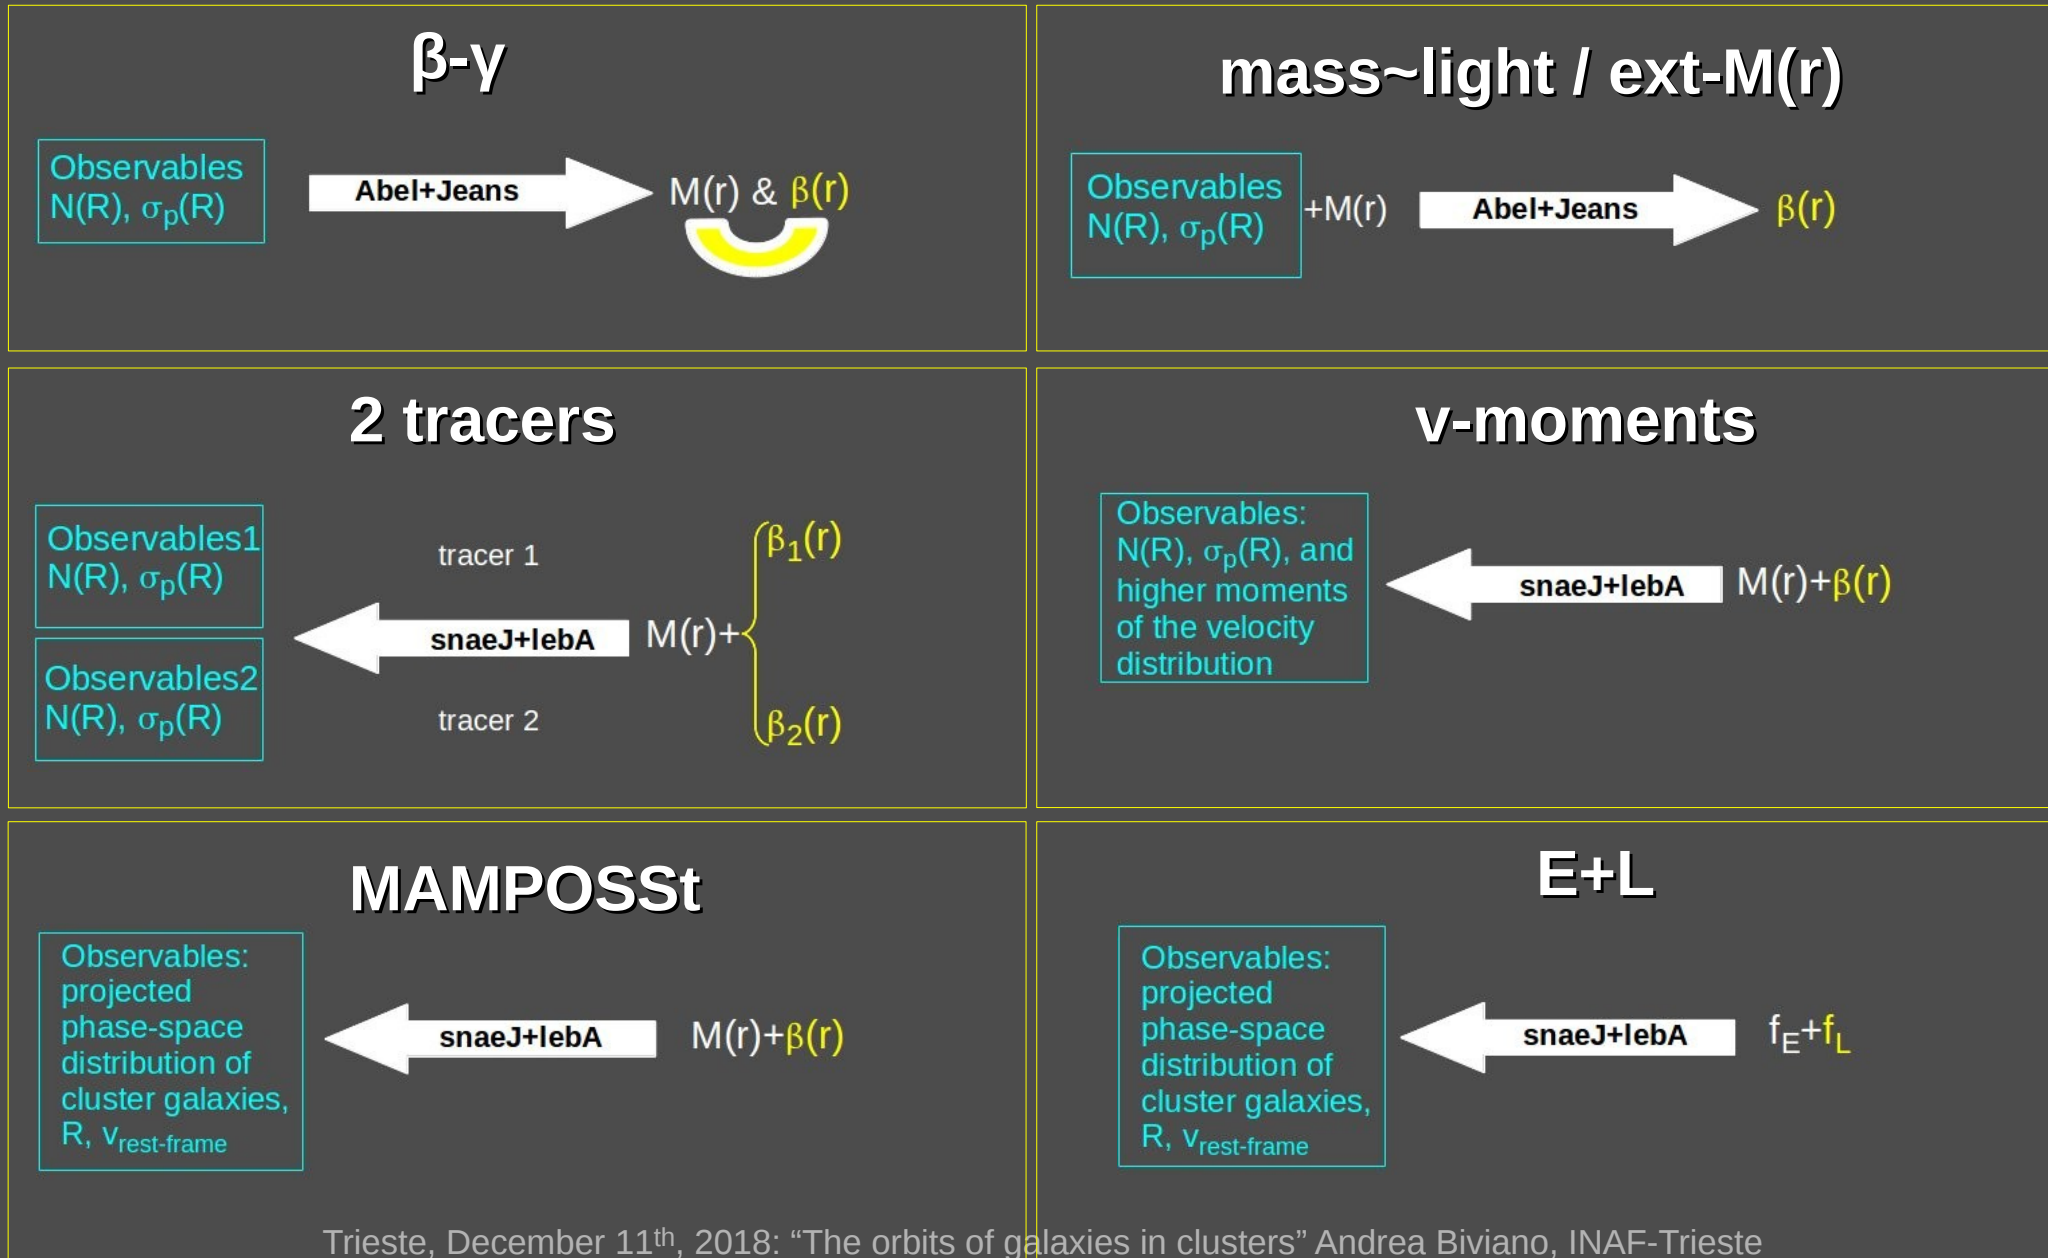 β-γ
Observables
N(R), σp(R)
Abel+Jeans
M(r) & β(r)
mass~light / ext-M(r)
Observables
N(R), σp(R)
+M(r)
Abel+Jeans
β(r)
2 tracers
Observables1
N(R), σp(R)
Observables2
N(R), σp(R)
tracer 1
snaeJ+lebA
tracer 2
M(r)+
β1(r)
β2(r)
v-moments
Observables:
N(R), σp(R), and
higher moments
of the velocity
distribution
snaeJ+lebA
M(r)+β(r)
MAMPOSSt
Observables:
projected
phase-space
distribution of
cluster galaxies,
R, vrest-frame
snaeJ+lebA
M(r)+β(r)
E+L
Observables:
projected
phase-space
distribution of
cluster galaxies,
R, vrest-frame
snaeJ+lebA
fE+fL
Trieste, December 11th, 2018: “The orbits of galaxies in clusters” Andrea Biviano, INAF-Trieste